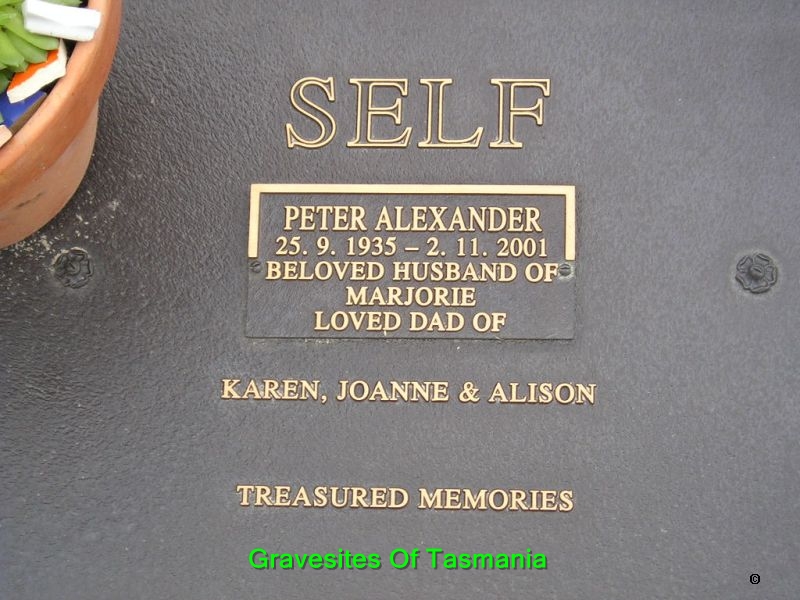 SELF
PETER ALEXANDER
25. 9. 1935 – 2. 11. 2001
BELOVED HUSBAND OF
MARJORIE
LOVED DAD OF
KAREN, JOANNE & ALISON
TREASURED MEMORIES
Gravesites Of Tasmania
©